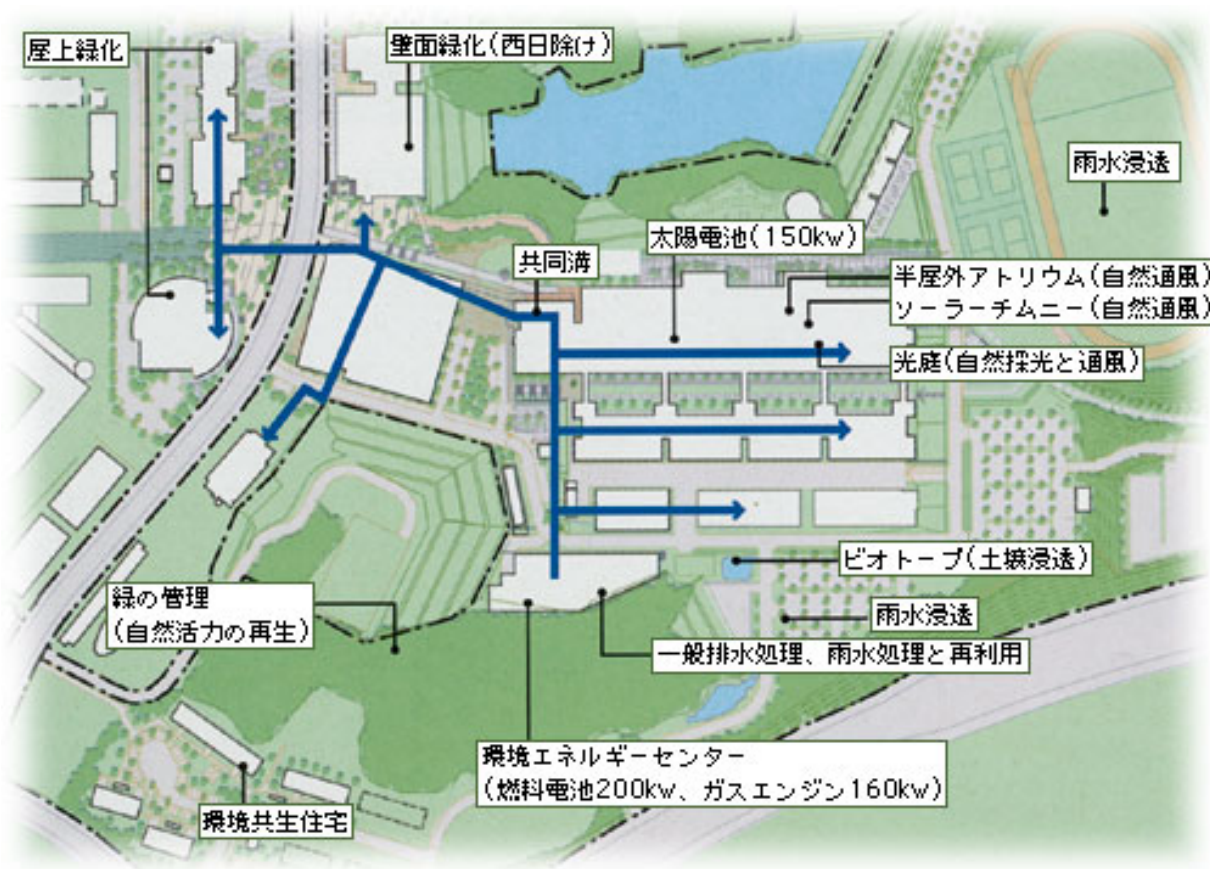 屋上緑化
壁面緑化(西日除け)
雨水浸透
太陽電池(150kw)
共同溝
半屋外アトリウム(自然通風)
ソーラーチムニー(自然通風)
光庭(自然採光と通風)
ビオトープ(土壌浸透)
緑の管理
(自然活力の再生)
雨水浸透
一般排水処理、雨水処理と再利用
環境エネルギーセンター
(燃料電池200kw、ガスエンジン160kw)
環境共生住宅